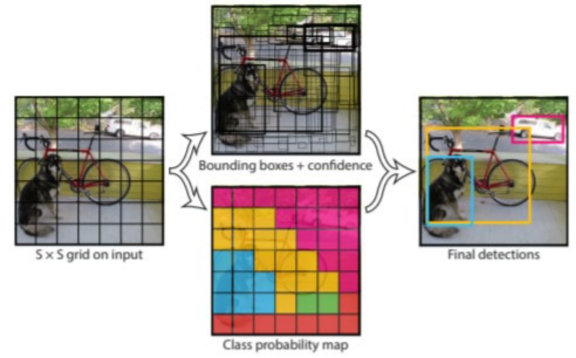 Bounding boxes + confidence
S × S grid on input
Final detections
Class probability map